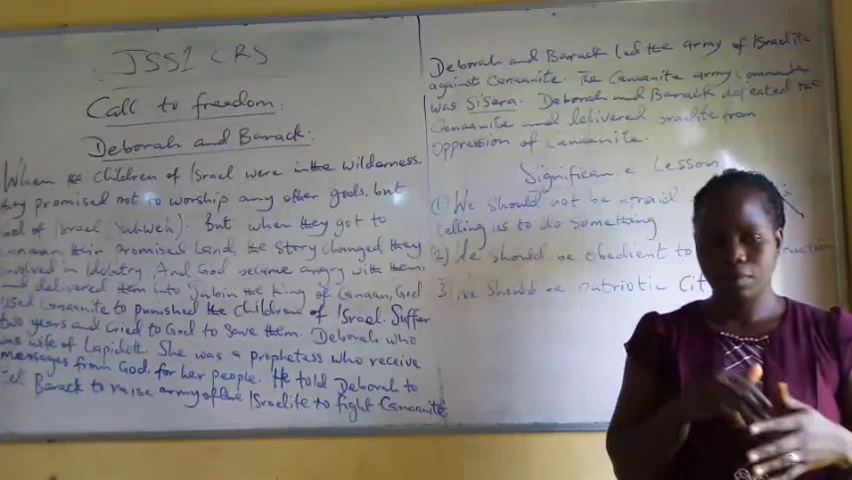 JSS1 CRS
Call to freedom:
Deborah and Barack:
When the children of Israel were in the wilderness.
they promised not to worship any other gods. but
God of Israel (Yahweh). But when they got to
Canaan their Promised Land, the story changed they
involved in Idolatry. And God became angry with them,
and delivered them into Jabin the King of Canaan, God
used Canaanite to punished the children of Israel. Suffer
two years and cried to God to save them. Deborah who
was wife of Lapidoth. She was a prophetess who receive
messages from God, for her people. He told Deborah to
Barack to raise army of the Israelite to fight Canaanite
Deborah and Barack led the army of Israelite
against Canaanite. The Canaanite army commander
was Sisera. Deborah and Barack defeated the
Canaanite and delivered Israelite from
Oppression of Canaanite.
Significan e Lesson
(1) We should not be afraid
telling us to do something.
2) We should be obedient to
3. We should be patriotic